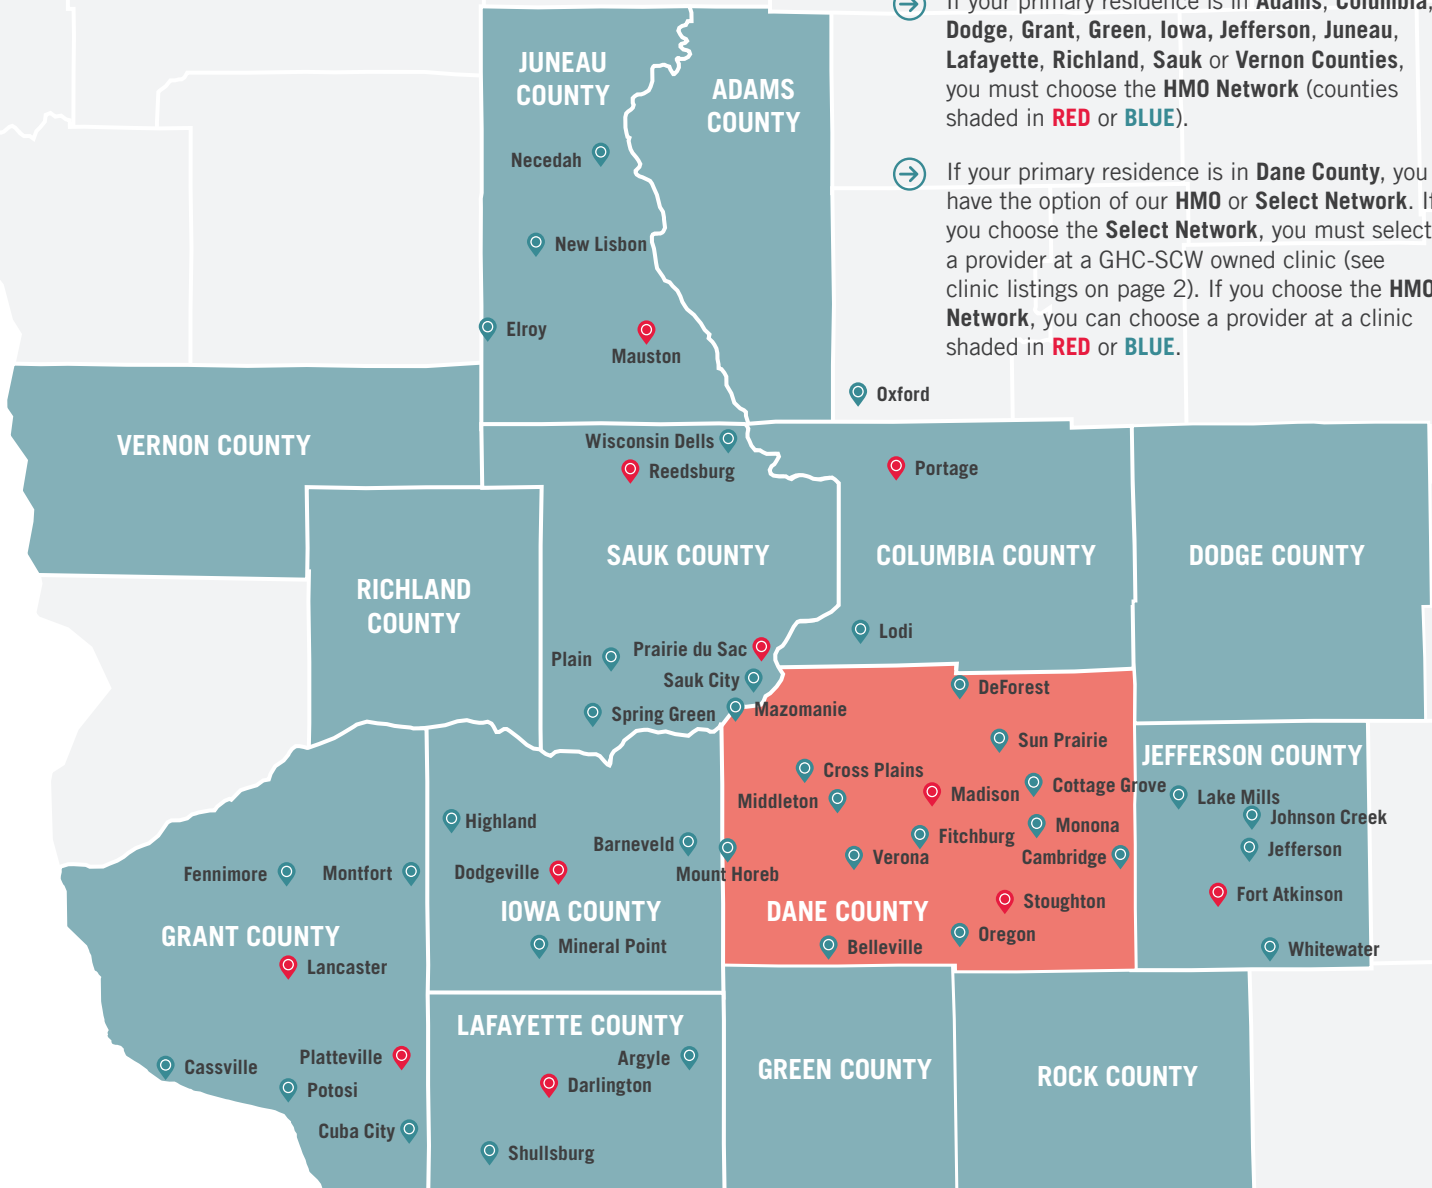 If your primary residence is in Adams, Columbia,
Dodge, Grant, Green, Iowa, Jefferson, Juneau,
Lafayette, Richland, Sauk or Vernon Counties,
you must choose the HMO Network (counties
shaded in RED or BLUE).
If your primary residence is in Dane County, you
have the option of our HMO or Select Network. If
you choose the Select Network, you must select
a provider at a GHC-SCW owned clinic (see
clinic listings on page 2). If you choose the HMO
Network, you can choose a provider at a clinic
shaded in RED or BLUE.
JUNEAU
COUNTY
ADAMS
COUNTY
Necedah
New Lisbon
Elroy
Mauston
Oxford
VERNON COUNTY
Wisconsin Dells
Reedsburg
Portage
SAUK COUNTY
COLUMBIA COUNTY
DODGE COUNTY
RICHLAND
COUNTY
Lodi
Plain
Prairie du Sac
Sauk City
Spring Green
Mazomanie
DeForest
Sun Prairie
JEFFERSON COUNTY
Cross Plains
Middleton
Madison
Cottage Grove
Lake Mills
Johnson Creek
Highland
Barneveld
Mount Horeb
Verona
Fitchburg
Monona
Cambridge
Jefferson
Fennimore
Montfort
Dodgeville
Stoughton
Fort Atkinson
IOWA COUNTY
DANE COUNTY
GRANT COUNTY
Mineral Point
Belleville
Oregon
Whitewater
Lancaster
LAFAYETTE COUNTY
Platteville
Argyle
Cassville
Darlington
GREEN COUNTY
ROCK COUNTY
Potosi
Cuba City
Shullsburg